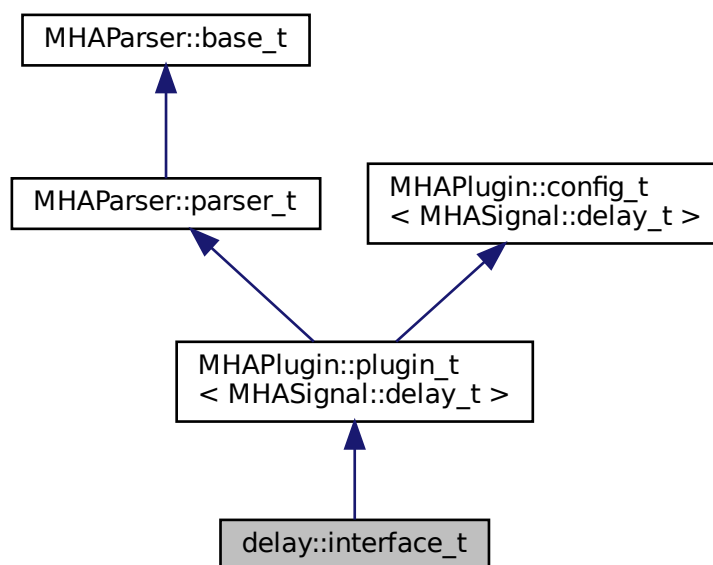 MHAParser::base_t
MHAParser::parser_t
MHAPlugin::config_t
< MHASignal::delay_t >
MHAPlugin::plugin_t
< MHASignal::delay_t >
delay::interface_t